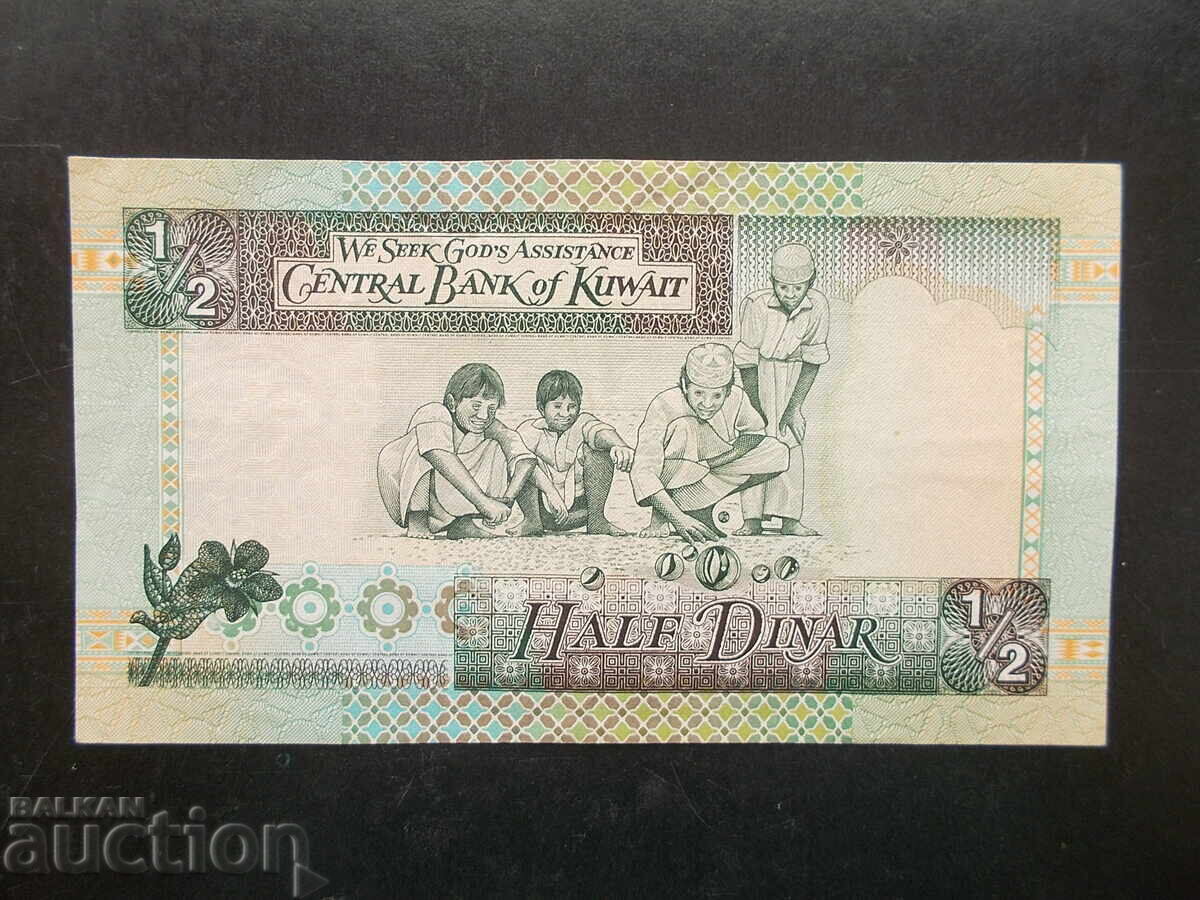 1/2
WE SEEK GOD'S ASSISTANCE
CENTRAL BANK of KUWAIT
HALF DINAR
1/2
BALKAN
auction